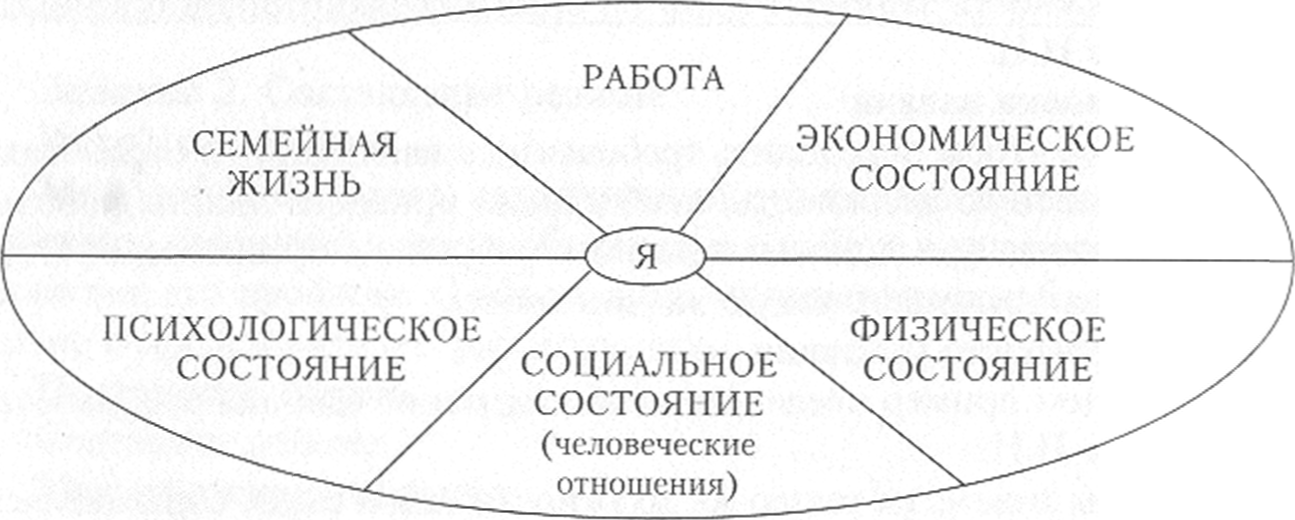 РАБОТА
СЕМЕЙНАЯ
ЖИЗНЬ
ЭКОНОМИЧЕСКОЕ
СОСТОЯНИЕ
Я
ПСИХОЛОГИЧЕСКОЕ
СОСТОЯНИЕ
СОЦИАЛЬНОЕ
СОСТОЯНИЕ
(человеческие
отношения)
ФИЗИЧЕСКОЕ
СОСТОЯНИЕ